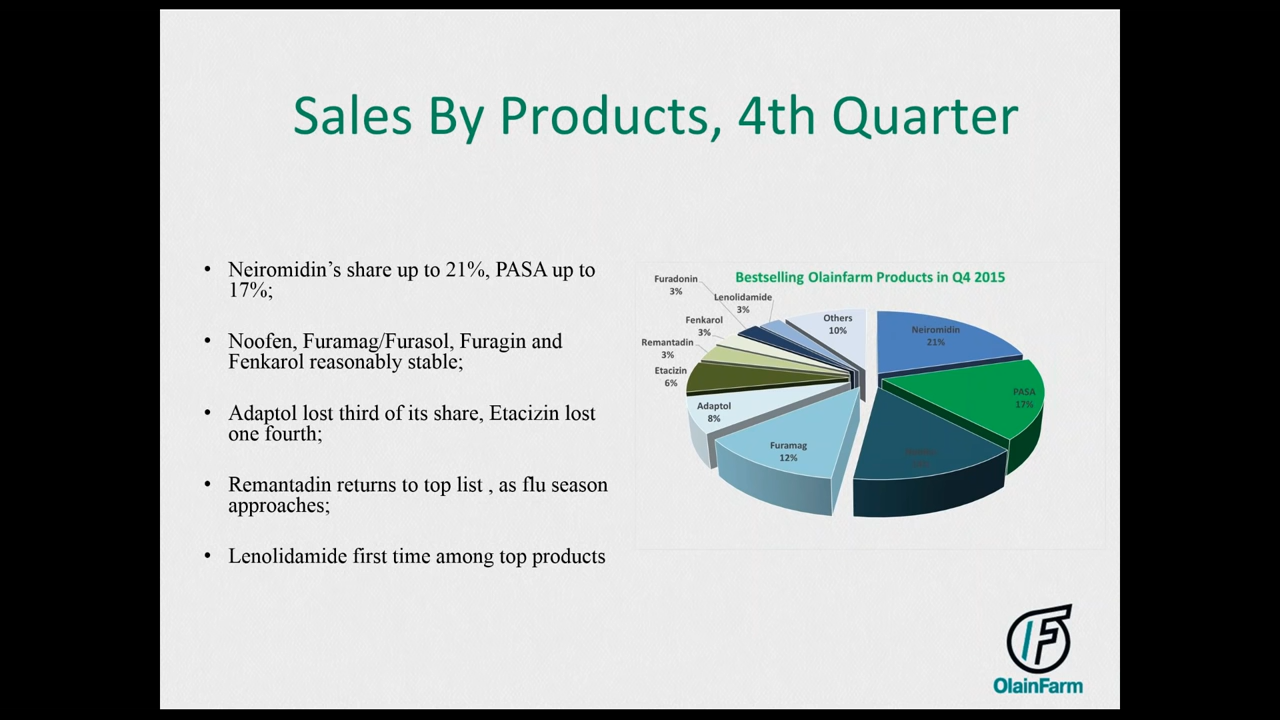 Sales By Products, 4th Quarter
• Neiromidin’s share up to 21%, PASA up to
17%;
• Noofen, Furamag/Furasol, Furagin and
Fenkarol reasonably stable;
• Adaptol lost third of its share, Etacizin lost
one fourth;
• Remantadin returns to top list , as flu season
approaches;
• Lenolidamide first time among top products
Bestselling Olainfarm Products in Q4 2015
Furadonin
3%
Lenolidamide
3%
Others
10%
Fenkarol
3%
Neiromidin
21%
Remantadin
3%
Etacizin
6%
PASA
17%
Adaptol
8%
Furamag
12%
OlainFarm